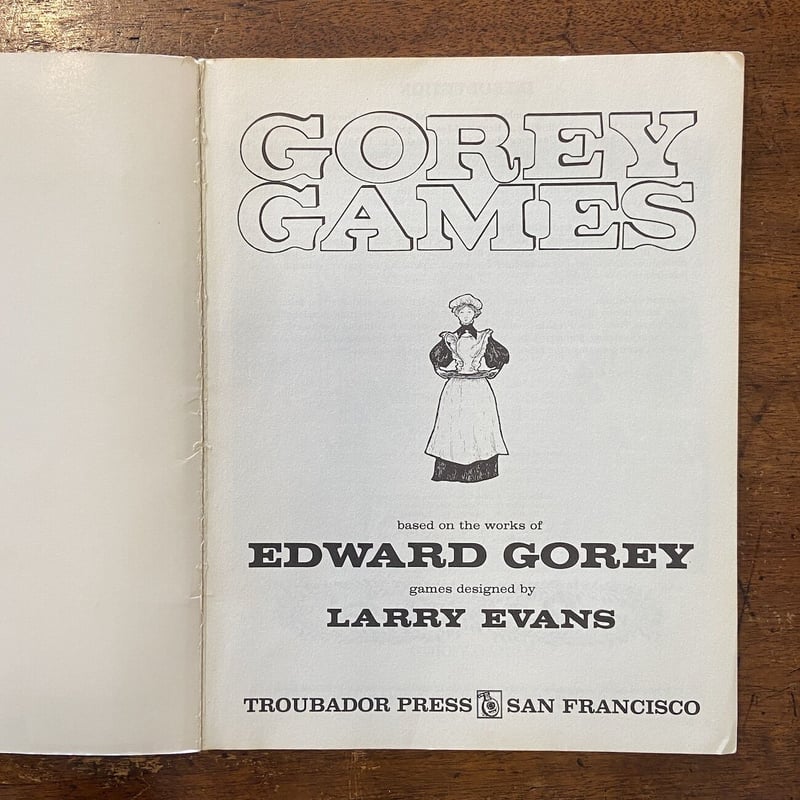 GOREY
GAMES
based on the works of
EDWARD GOREY
games designed by
LARRY EVANS
TROUBADOR PRESS SAN FRANCISCO